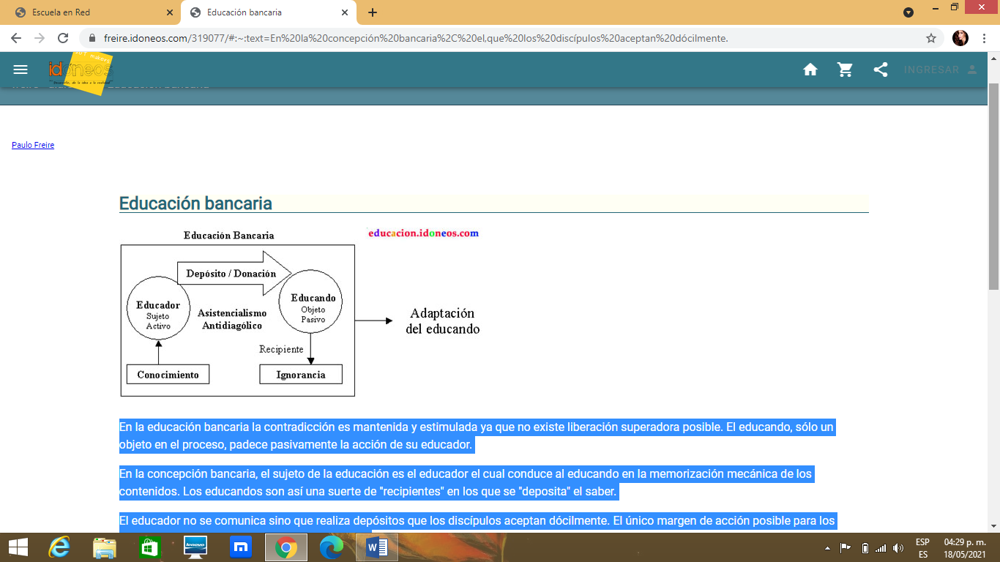 Escuela en Red
Educación bancaria
freire.idoneos.com/319077/#:~:text=En%20la%20concepción%20bancaria%2C%20el,que%20los%20discípulos%20aceptan%20dócilmente.
idoneos
INGRESAR
Paulo Freire
Educación bancaria
Educación Bancaria
educacion.idoneos.com
Depósito / Donación
Educador
Sujeto
Activo
Asistencialismo
Antidiagólico
Educando
Objeto
Pasivo
Adaptación
del educando
Recipiente
Conocimiento
Ignorancia
En la educación bancaria la contradicción es mantenida y estimulada ya que no existe liberación superadora posible. El educando, sólo un
objeto en el proceso, padece pasivamente la acción de su educador.
En la concepción bancaria, el sujeto de la educación es el educador el cual conduce al educando en la memorización mecánica de los
contenidos. Los educandos son así una suerte de "recipientes" en los que se "deposita" el saber.
El educador no se comunica sino que realiza depósitos que los discípulos aceptan dócilmente. El único margen de acción posible para los
lenovo
ESP
ES
04:29 p. m.
18/05/2021